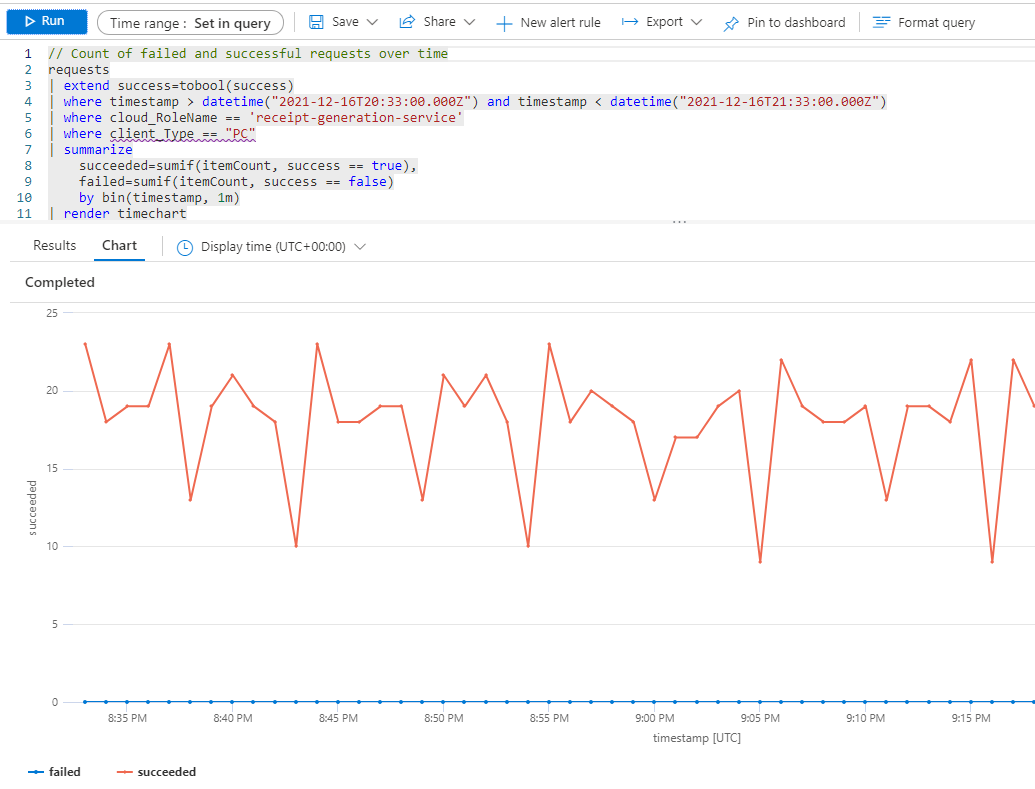 Run Time range : Set in query Save Share New alert rule Export Pin to dashboard Format query
1 // Count of failed and successful requests over time
2 requests
3 | extend success=tobool(success)
4 | where timestamp > datetime("2021-12-16T20:33:00.000Z") and timestamp < datetime("2021-12-16T21:33:00.000Z")
5 | where cloud_RoleName == 'receipt-generation-service'
6 | where client_Type == "PC"
7 | summarize
8 succeeded=sumif(itemCount, success == true),
9 failed=sumif(itemCount, success == false)
10 by bin(timestamp, 1m)
11 | render timechart
...
Results Chart Display time (UTC+00:00)
Completed
25
20
15
10
5
0
succeeded
8:35 PM 8:40 PM 8:45 PM 8:50 PM 8:55 PM 9:00 PM 9:05 PM 9:10 PM 9:15 PM
timestamp [UTC]
failed succeeded